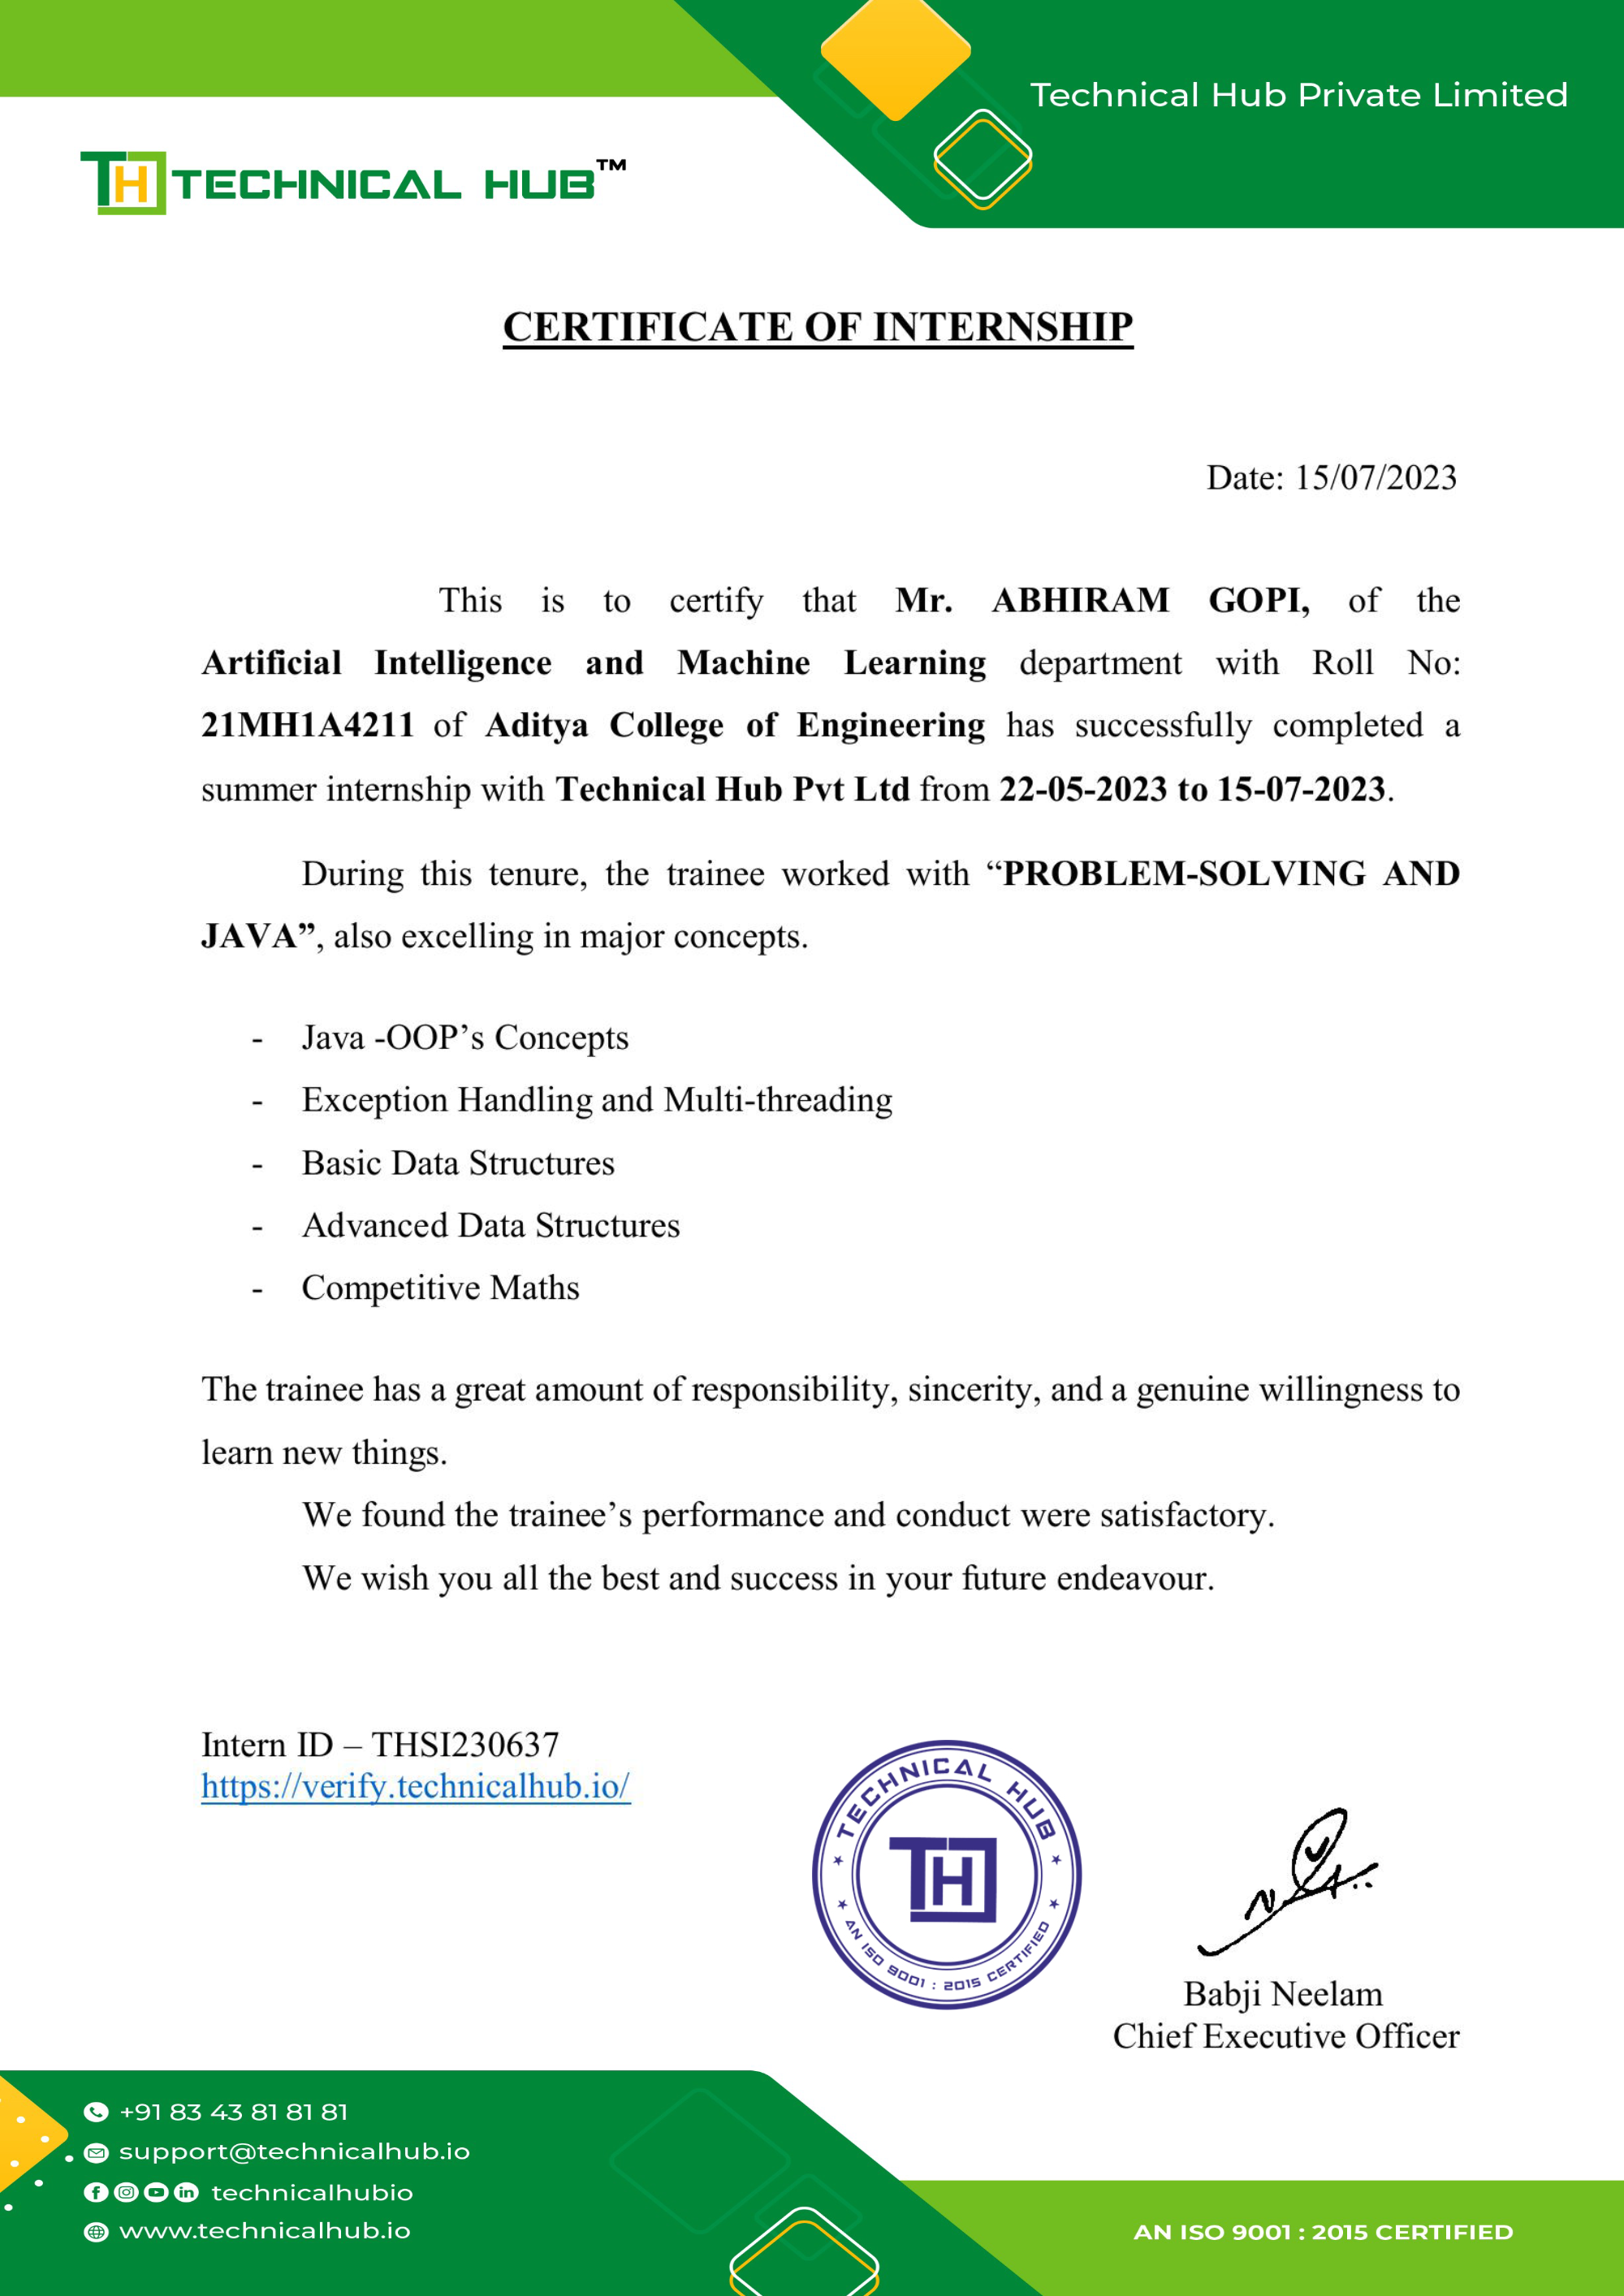 Technical Hub Private Limited
TH TECHNICAL HUB™
CERTIFICATE OF INTERNSHIP
Date: 15/07/2023
This is to certify that Mr. ABHIRAM GOPI, of the
Artificial Intelligence and Machine Learning department with Roll No:
21MH1A4211 of Aditya College of Engineering has successfully completed a
summer internship with Technical Hub Pvt Ltd from 22-05-2023 to 15-07-2023.
During this tenure, the trainee worked with “PROBLEM-SOLVING AND
JAVA”, also excelling in major concepts.
- Java -OOP’s Concepts
- Exception Handling and Multi-threading
- Basic Data Structures
- Advanced Data Structures
- Competitive Maths
The trainee has a great amount of responsibility, sincerity, and a genuine willingness to
learn new things.
We found the trainee’s performance and conduct were satisfactory.
We wish you all the best and success in your future endeavour.
Intern ID – THSI230637
https://verify.technicalhub.io/
TECHNICAL HUB
TH
AN ISO 9001 : 2015 CERTIFIED
Babji Neelam
Chief Executive Officer
+91 83 43 81 81 81
support@technicalhub.io
technicalhubio
www.technicalhub.io
AN ISO 9001 : 2015 CERTIFIED